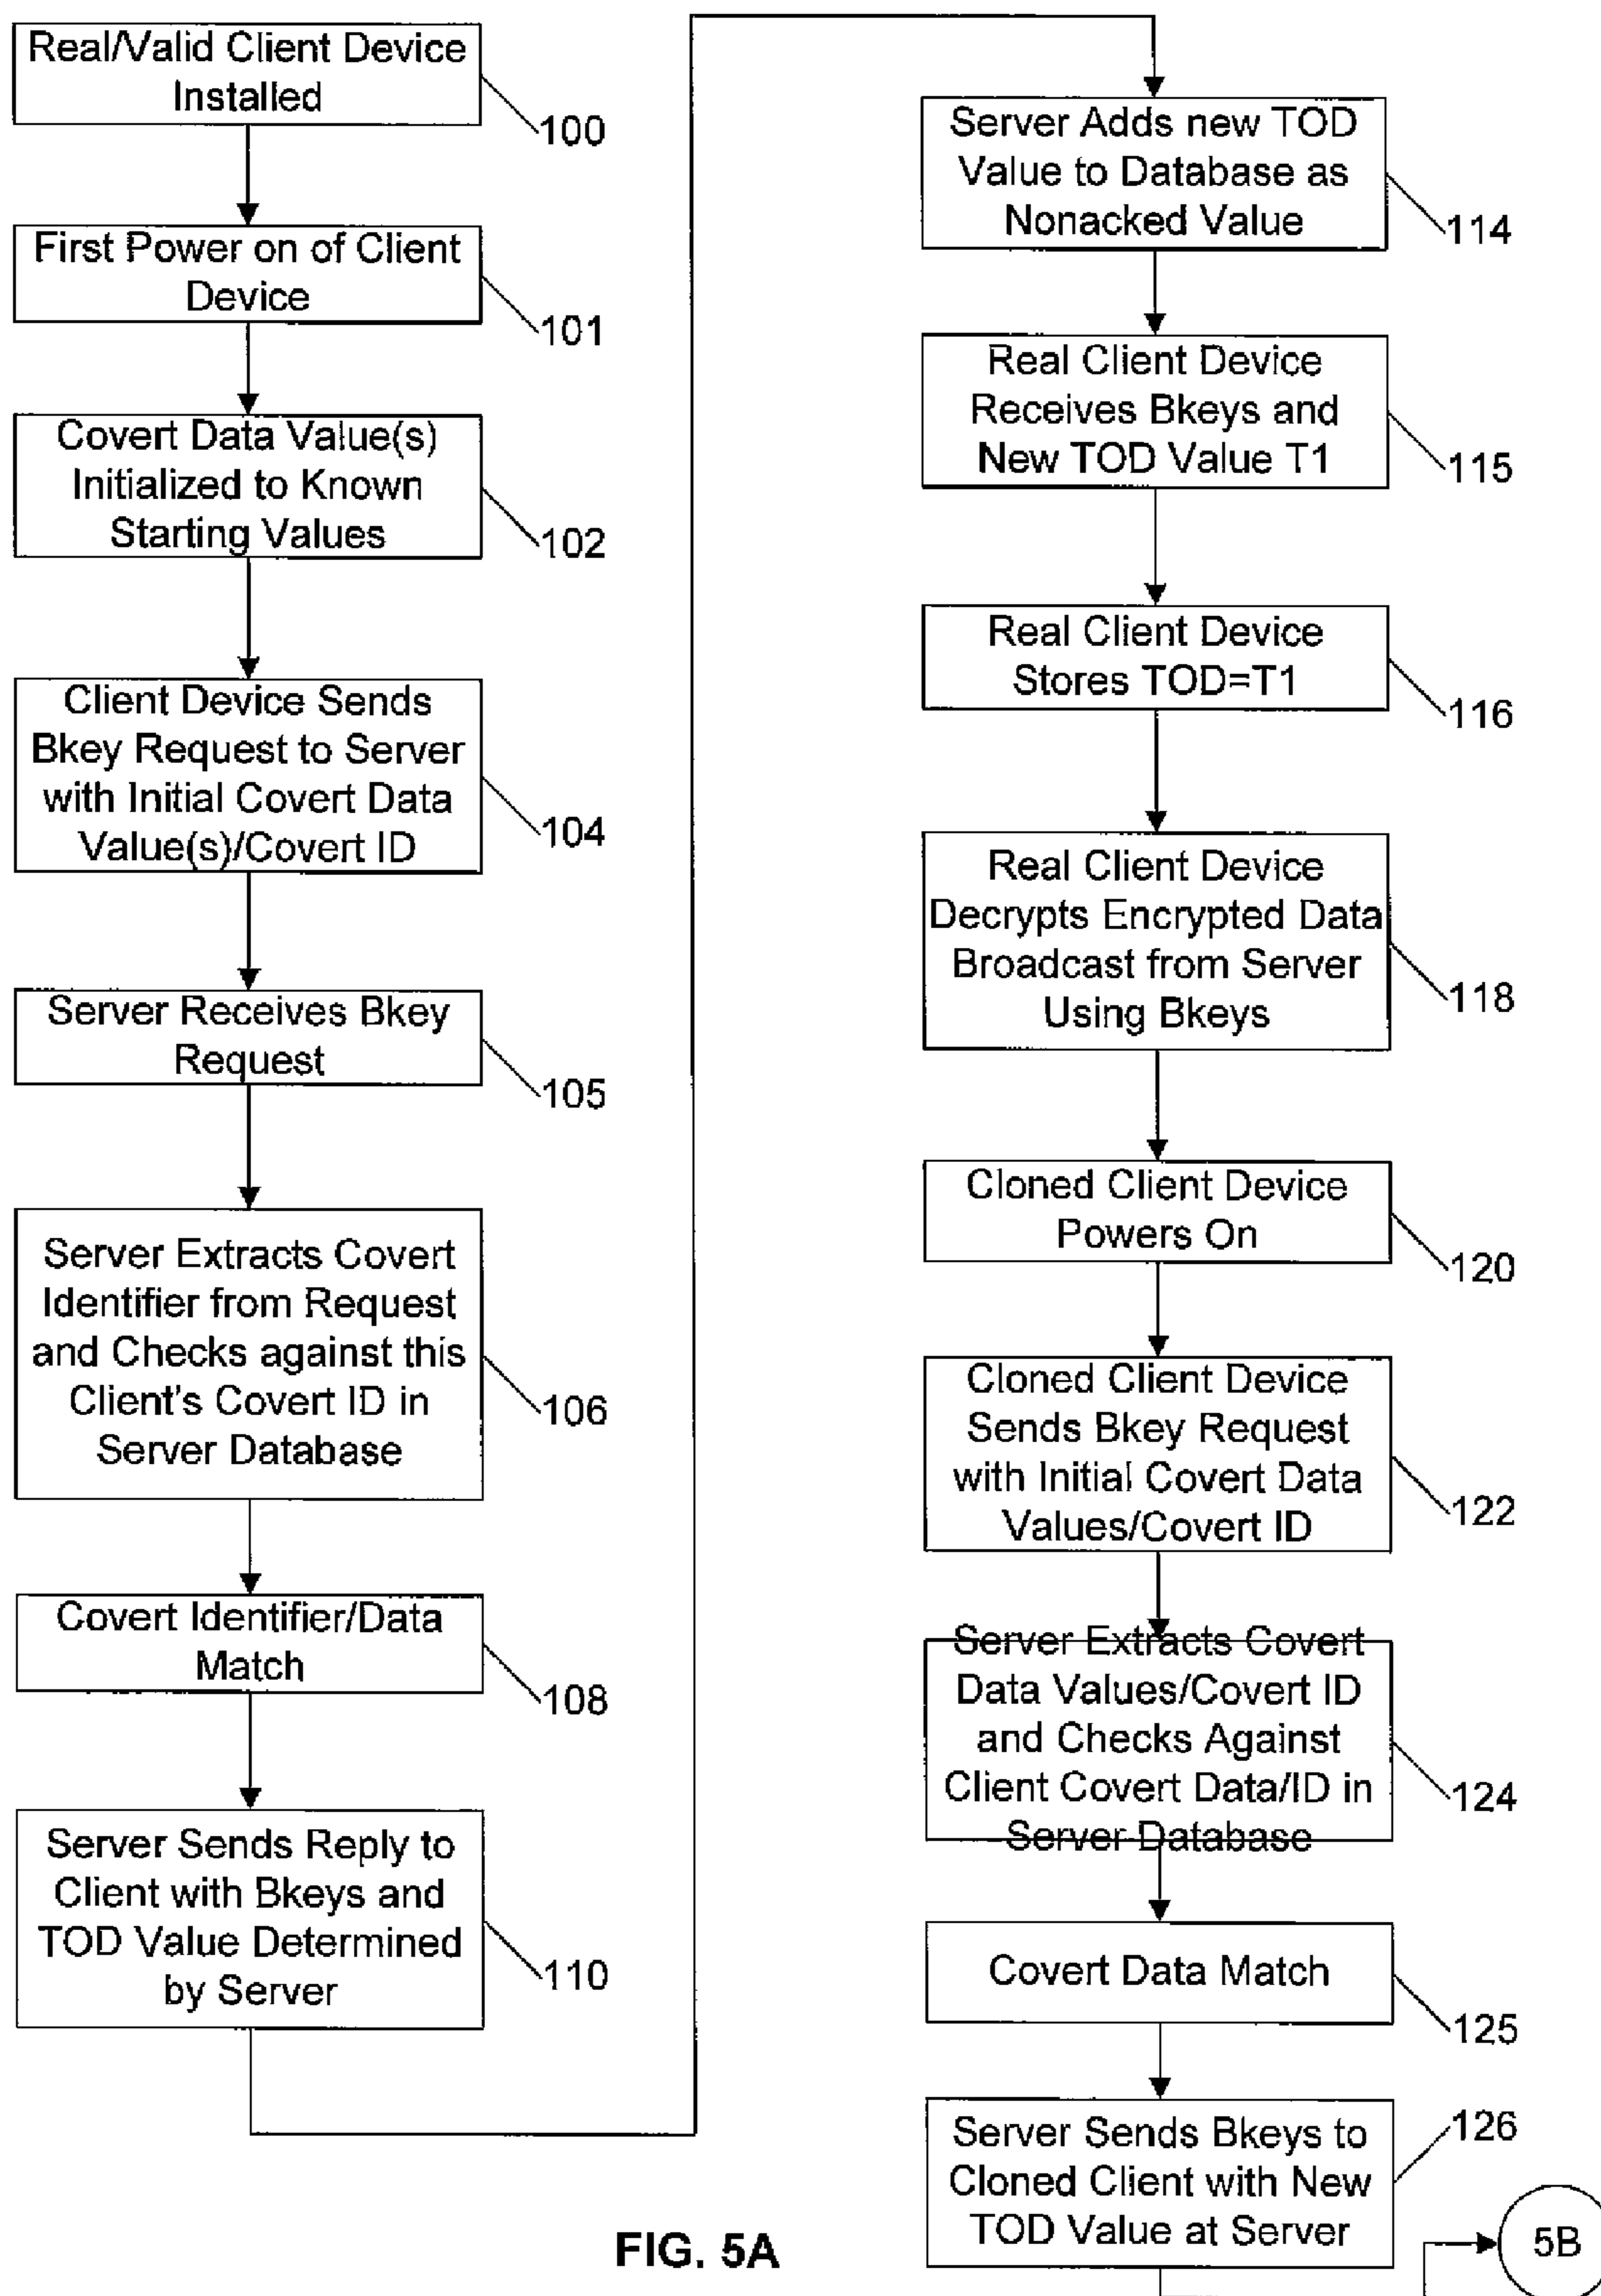 Real/Valid Client Device
Installed
100
First Power on of Client
Device
101
Covert Data Value(s)
Initialized to Known
Starting Values
102
Client Device Sends
Bkey Request to Server
with Initial Covert Data
Value(s)/Covert ID
104
Server Receives Bkey
Request
105
Server Extracts Covert
Identifier from Request
and Checks against this
Client's Covert ID in
Server Database
106
Covert Identifier/Data
Match
108
Server Sends Reply to
Client with Bkeys and
TOD Value Determined
by Server
110
Server Adds new TOD
Value to Database as
Nonacked Value
114
Real Client Device
Receives Bkeys and
New TOD Value T1
115
Real Client Device
Stores TOD=T1
116
Real Client Device
Decrypts Encrypted Data
Broadcast from Server
Using Bkeys
118
Cloned Client Device
Powers On
120
Cloned Client Device
Sends Bkey Request
with Initial Covert Data
Values/Covert ID
122
Server Extracts Covert
Data Values/Covert ID
and Checks Against
Client Covert Data/ID in
Server Database
124
Covert Data Match
125
Server Sends Bkeys to
Cloned Client with New
TOD Value at Server
126
5B
FIG. 5A